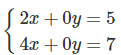 2x + 0y = 5
4x + 0y = 7